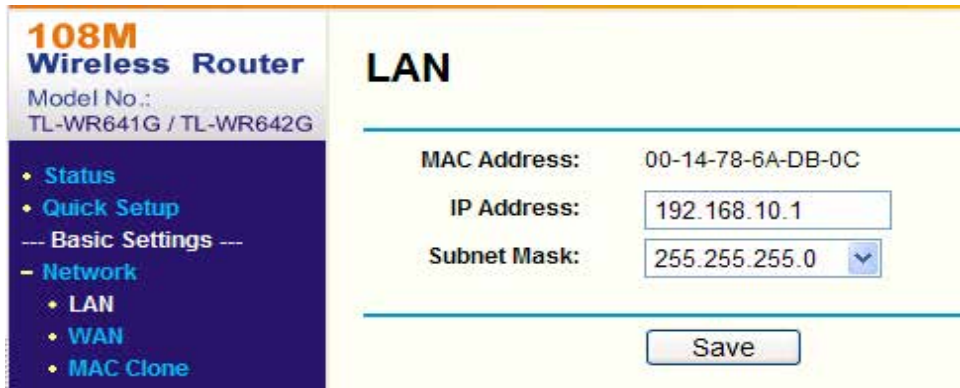 108M
Wireless Router
Model No.:
TL-WR641G / TL-WR642G
• Status
• Quick Setup
--- Basic Settings ---
– Network
• LAN
• WAN
• MAC Clone
LAN
MAC Address: 00-14-78-6A-DB-0C
IP Address: 192.168.10.1
Subnet Mask: 255.255.255.0
Save